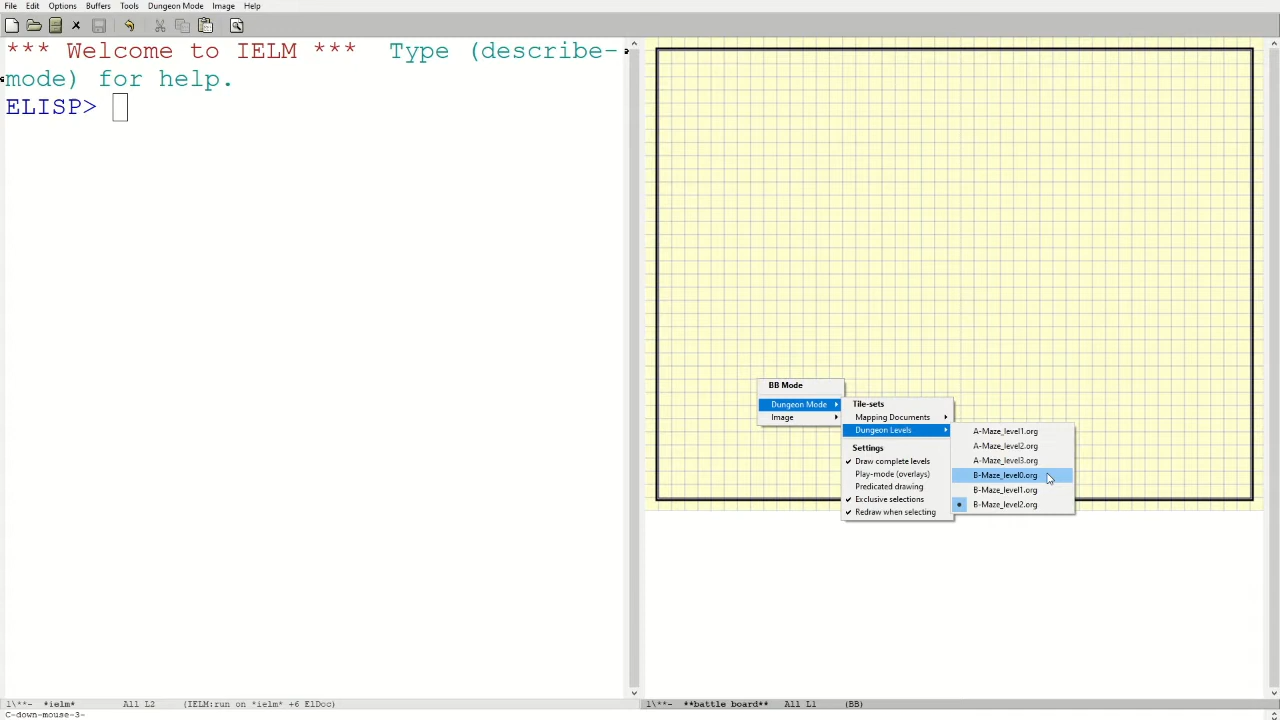 File Edit Options Buffers Tools Dungeon Mode Image Help
*** Welcome to IELM ***  Type (describe-
mode) for help.
ELISP>
BB Mode
Dungeon Mode
Image
Tile-sets
Mapping Documents
Dungeon Levels
Settings
Draw complete levels
Play-mode (overlays)
Predicated drawing
Exclusive selections
Redraw when selecting
A-Maze_level1.org
A-Maze_level2.org
A-Maze_level3.org
B-Maze_level0.org
B-Maze_level1.org
B-Maze_level2.org
1\**- *ielm* All L2 (IELM:run on *ielm* +6 ElDoc)
1\**- **battle board** All L1 (BB)
C-down-mouse-3-